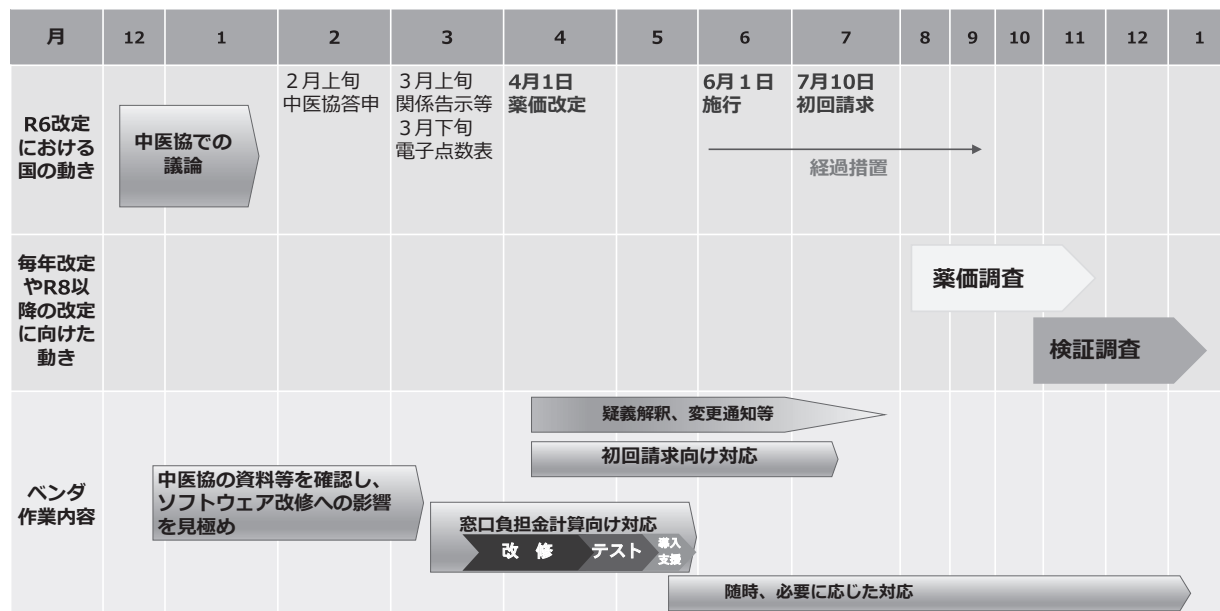 月 12 1 2 3 4 5 6 7 8 9 10 11 12 1
R6改定
における
国の動き
中医協での
議論
２月上旬
中医協答申
３月上旬
関係告示等
３月下旬
電子点数表
4月1日
薬価改定
6月１日
施行
7月10日
初回請求
経過措置
毎年改定
やR8以
降の改定
に向けた
動き
薬価調査
検証調査
ベンダ
作業内容
疑義解釈、変更通知等
初回請求向け対応
中医協の資料等を確認し、
ソフトウェア改修への影響
を見極め
窓口負担金計算向け対応
改 修 テスト 導入
支援
随時、必要に応じた対応